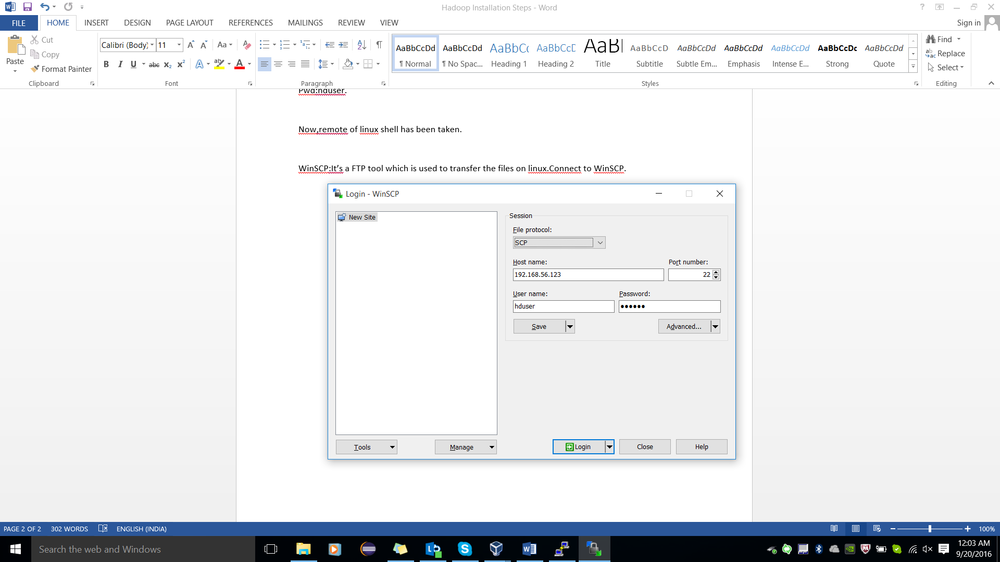 Hadoop Installation Steps - Word
FILE HOME INSERT DESIGN PAGE LAYOUT REFERENCES MAILINGS REVIEW VIEW Sign in
Paste
Cut
Copy
Format Painter
Clipboard
Calibri (Body) 11
Font
Paragraph
AaBbCcDd AaBbCcDd AaBbCc AaBbCcD AaB AaBbCcD AaBbCcDd AaBbCcDd AaBbCcDd AaBbCcDc AaBbCcDd
¶ Normal ¶ No Spac... Heading 1 Heading 2 Title Subtitle Subtle Em... Emphasis Intense E... Strong Quote
Styles
Find
Replace
Select
Editing
Pwd:hduser.
Now,remote of linux shell has been taken.
WinSCP:It’s a FTP tool which is used to transfer the files on linux.Connect to WinSCP.
Login - WinSCP
New Site
Session
File protocol:
SCP
Host name: Port number:
192.168.56.123 22
User name: Password:
hduser ••••••
Save Advanced...
Tools Manage Login Close Help
PAGE 2 OF 2 302 WORDS ENGLISH (INDIA) 100%
Search the web and Windows
12:03 AM
9/20/2016